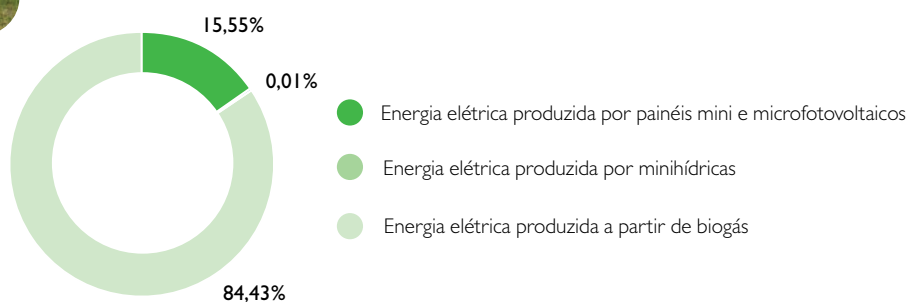 15,55%
0,01%
Energia elétrica produzida por painéis mini e microfotovoltaicos
Energia elétrica produzida por minihídricas
Energia elétrica produzida a partir de biogás
84,43%